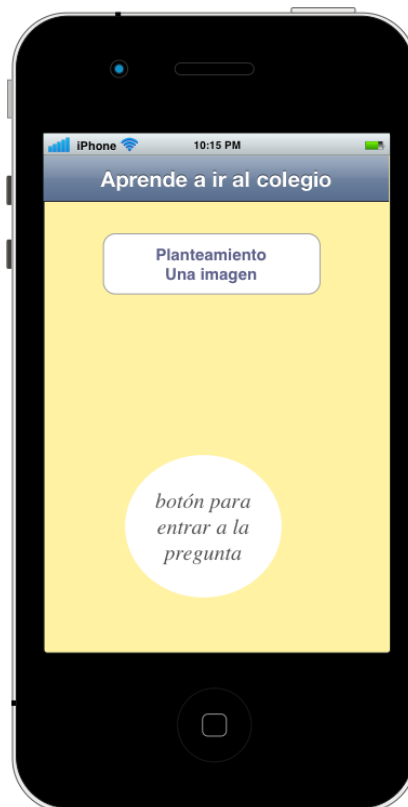 iPhone 10:15 PM
Aprende a ir al colegio
Planteamiento
Una imagen
botón para
entrar a la
pregunta